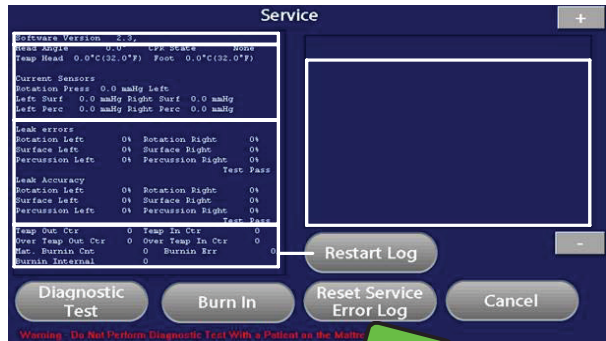 Service
+
Software Version 2.3,
Head Angle 0.0° CPR State None
Temp Head 0.0°C(32.0°F) Foot 0.0°C(32.0°F)
Current Sensors
Rotation Press 0.0 mmHg Left
Left Surf 0.0 mmHg Right Surf 0.0 mmHg
Left Perc 0.0 mmHg Right Perc 0.0 mmHg
Leak errors
Rotation Left 0% Rotation Right 0%
Surface Left 0% Surface Right 0%
Percussion Left 0% Percussion Right 0%
Test Pass
Leak Accuracy
Rotation Left 0% Rotation Right 0%
Surface Left 0% Surface Right 0%
Percussion Left 0% Percussion Right 0%
Test Pass
Temp Out Ctr 0 Temp In Ctr 0
Over Temp Out Ctr 0 Over Temp In Ctr 0
Mat. Burnin Cnt 0 Burnin Err 0
Burnin Internal 0
-
Restart Log
Diagnostic
Test
Burn In
Reset Service
Error Log
Cancel
Warning - Do Not Perform Diagnostic Test With a Patient on the Mattre